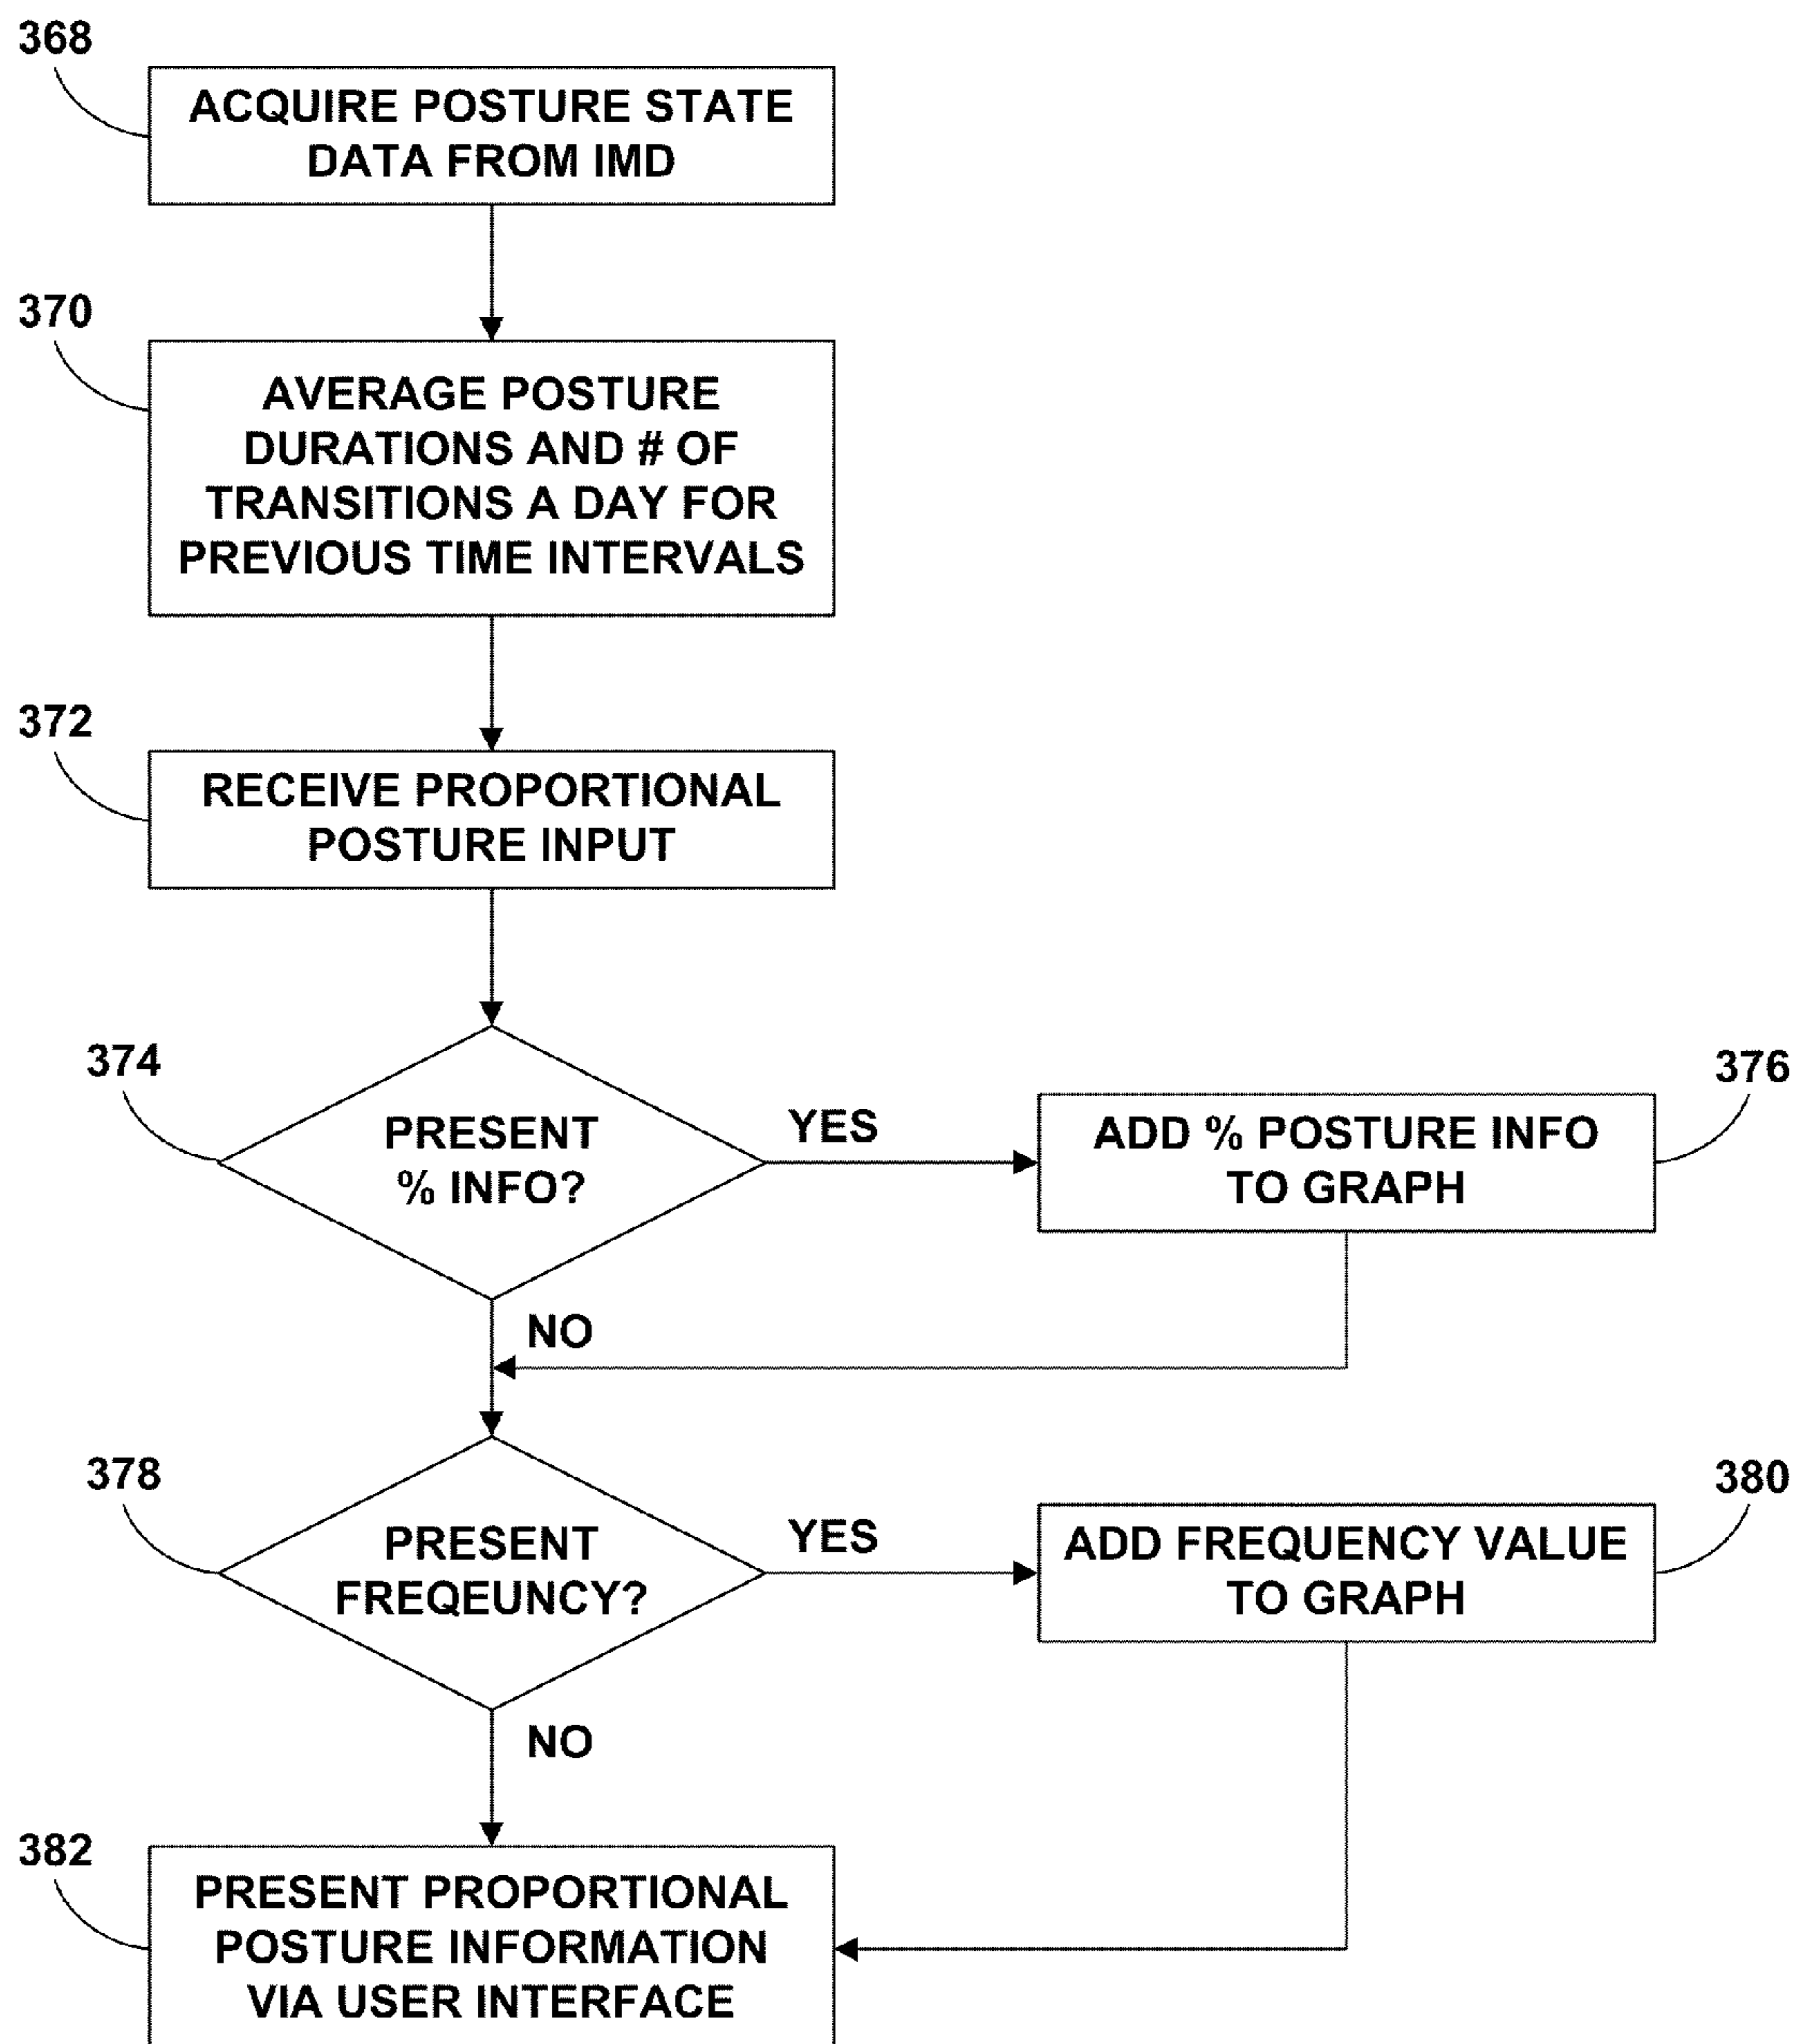 368
ACQUIRE POSTURE STATE
DATA FROM IMD
370
AVERAGE POSTURE
DURATIONS AND # OF
TRANSITIONS A DAY FOR
PREVIOUS TIME INTERVALS
372
RECEIVE PROPORTIONAL
POSTURE INPUT
374
PRESENT
% INFO?
YES
376
ADD % POSTURE INFO
TO GRAPH
NO
378
PRESENT
FREQEUNCY?
YES
380
ADD FREQUENCY VALUE
TO GRAPH
NO
382
PRESENT PROPORTIONAL
POSTURE INFORMATION
VIA USER INTERFACE